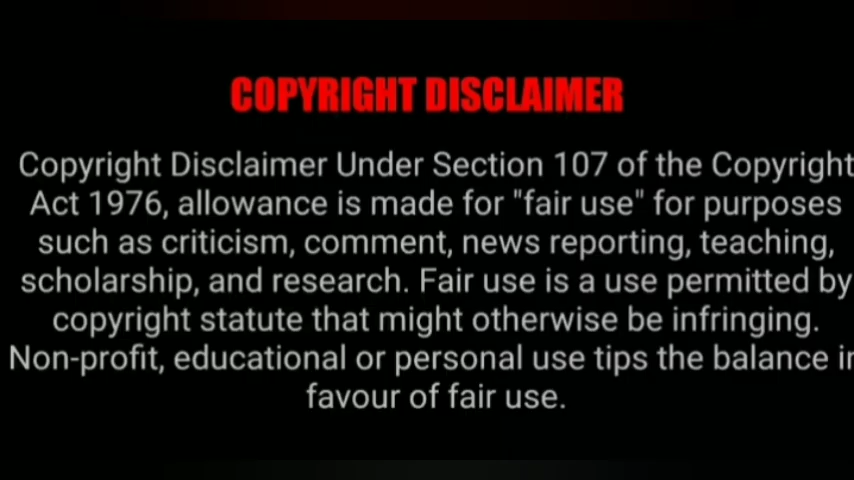 COPYRIGHT DISCLAIMER
Copyright Disclaimer Under Section 107 of the Copyright
Act 1976, allowance is made for "fair use" for purposes
such as criticism, comment, news reporting, teaching,
scholarship, and research. Fair use is a use permitted by
copyright statute that might otherwise be infringing.
Non-profit, educational or personal use tips the balance in
favour of fair use.